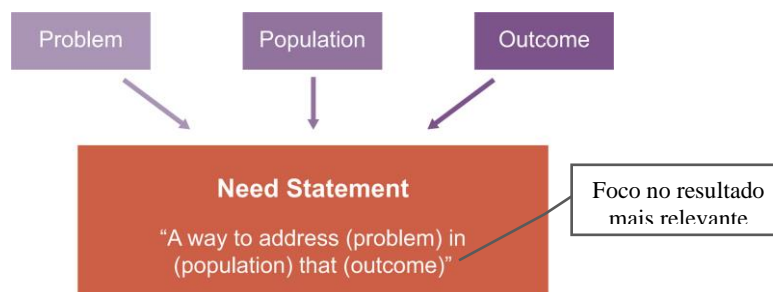 Problem
Population
Outcome
Need Statement
“A way to address (problem) in
(population) that (outcome)”
Foco no resultado
mais relevante